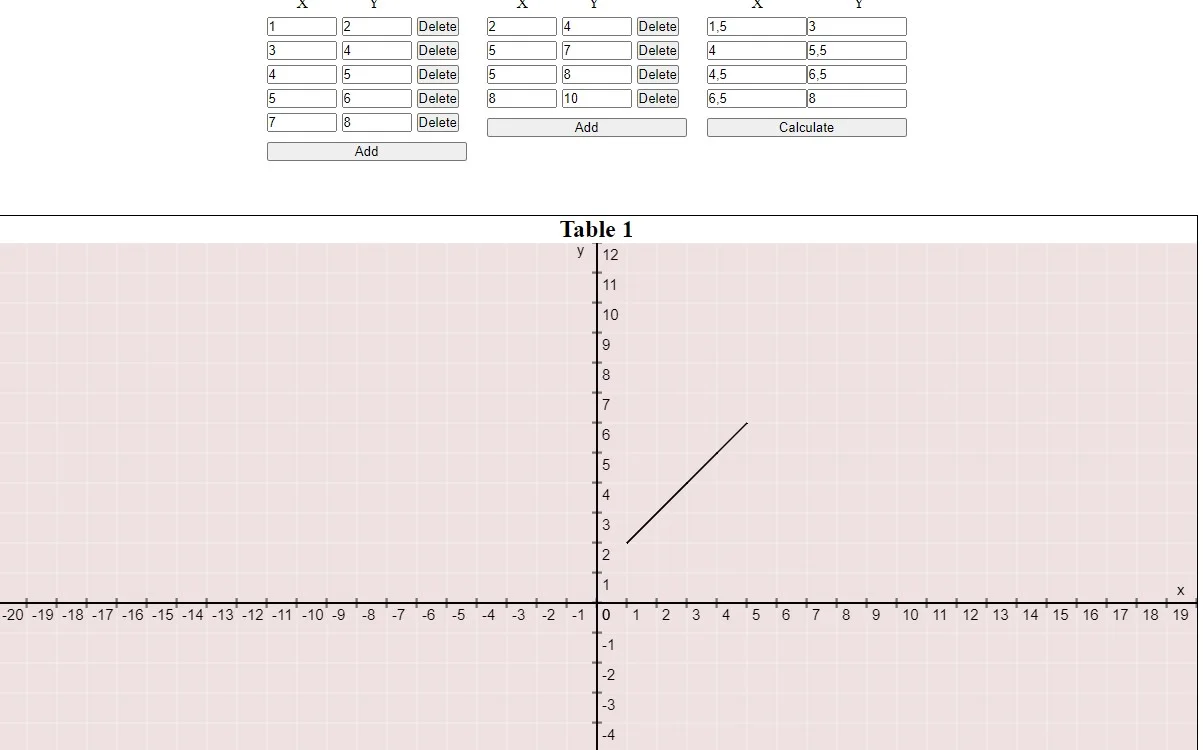 X Y X Y X Y
1 2 Delete 2 4 Delete 1,5 3
3 4 Delete 5 7 Delete 4 5,5
4 5 Delete 5 8 Delete 4,5 6,5
5 6 Delete 8 10 Delete 6,5 8
7 8 Delete Add Calculate
Add
Table 1
y 12
11
10
9
8
7
6
5
4
3
2
1
x
-20 -19 -18 -17 -16 -15 -14 -13 -12 -11 -10 -9 -8 -7 -6 -5 -4 -3 -2 -1 0 1 2 3 4 5 6 7 8 9 10 11 12 13 14 15 16 17 18 19
-1
-2
-3
-4